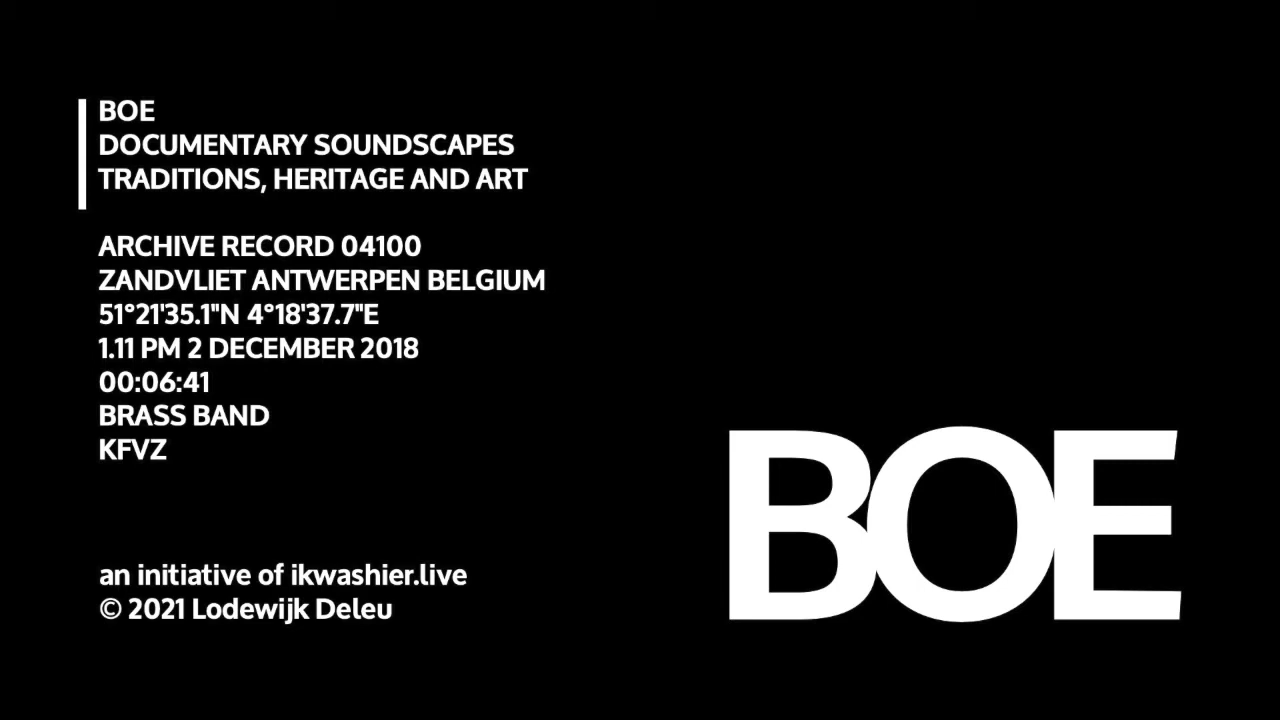 BOE
DOCUMENTARY SOUNDSCAPES
TRADITIONS, HERITAGE AND ART
ARCHIVE RECORD 04100
ZANDVLIET ANTWERPEN BELGIUM
51°21'35.1"N 4°18'37.7"E
1.11 PM 2 DECEMBER 2018
00:06:41
BRASS BAND
KFVZ
an initiative of ikwashier.live
© 2021 Lodewijk Deleu
BOE